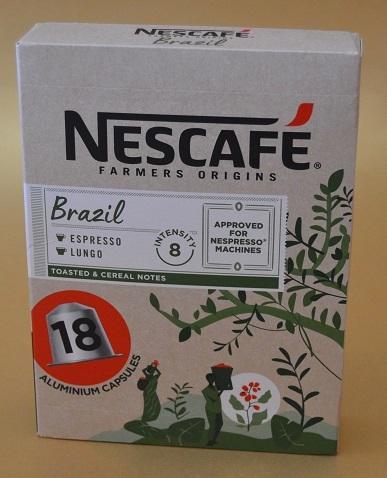 NESCAFÉ
Brazil
NESCAFÉ®
FARMERS ORIGINS
Brazil
ESPRESSO
LUNGO
INTENSITY
8
APPROVED
FOR
NESPRESSO®
MACHINES
TOASTED & CEREAL NOTES
18
ALUMINIUM CAPSULES